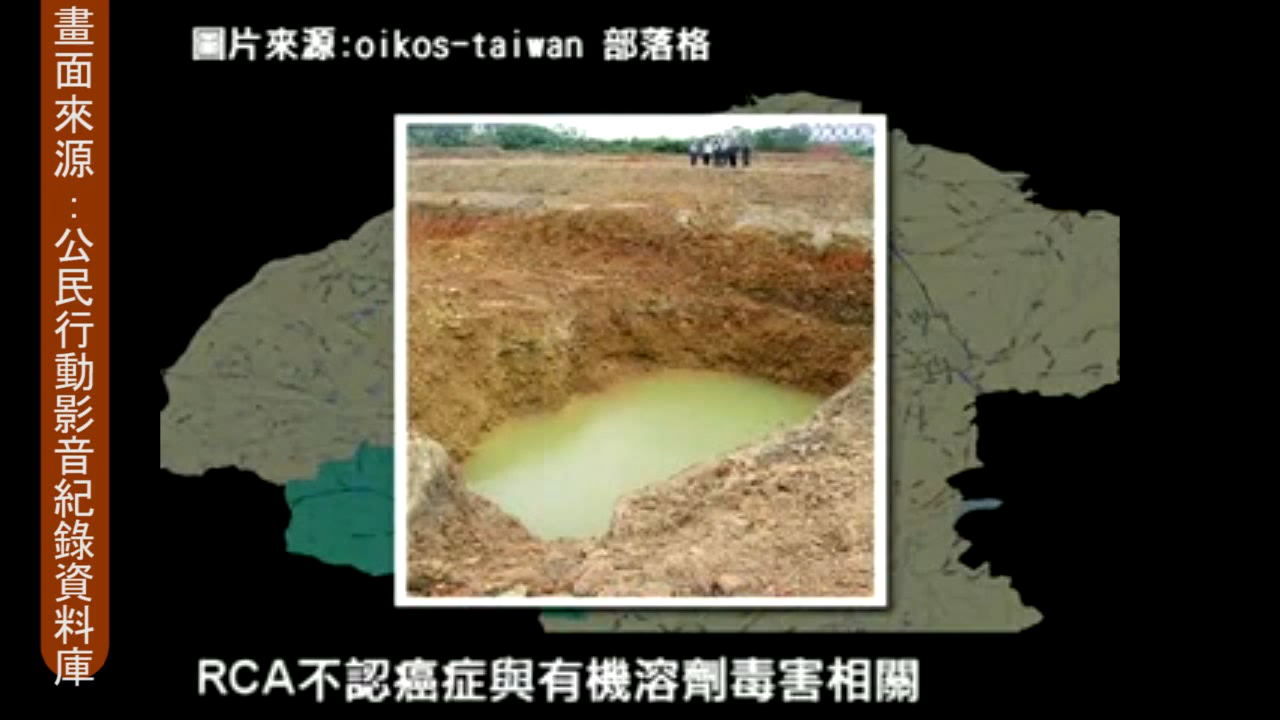 畫面來源:公民行動影音紀錄資料庫
圖片來源:oikos-taiwan 部落格
RCA不認癌症與有機溶劑毒害相關